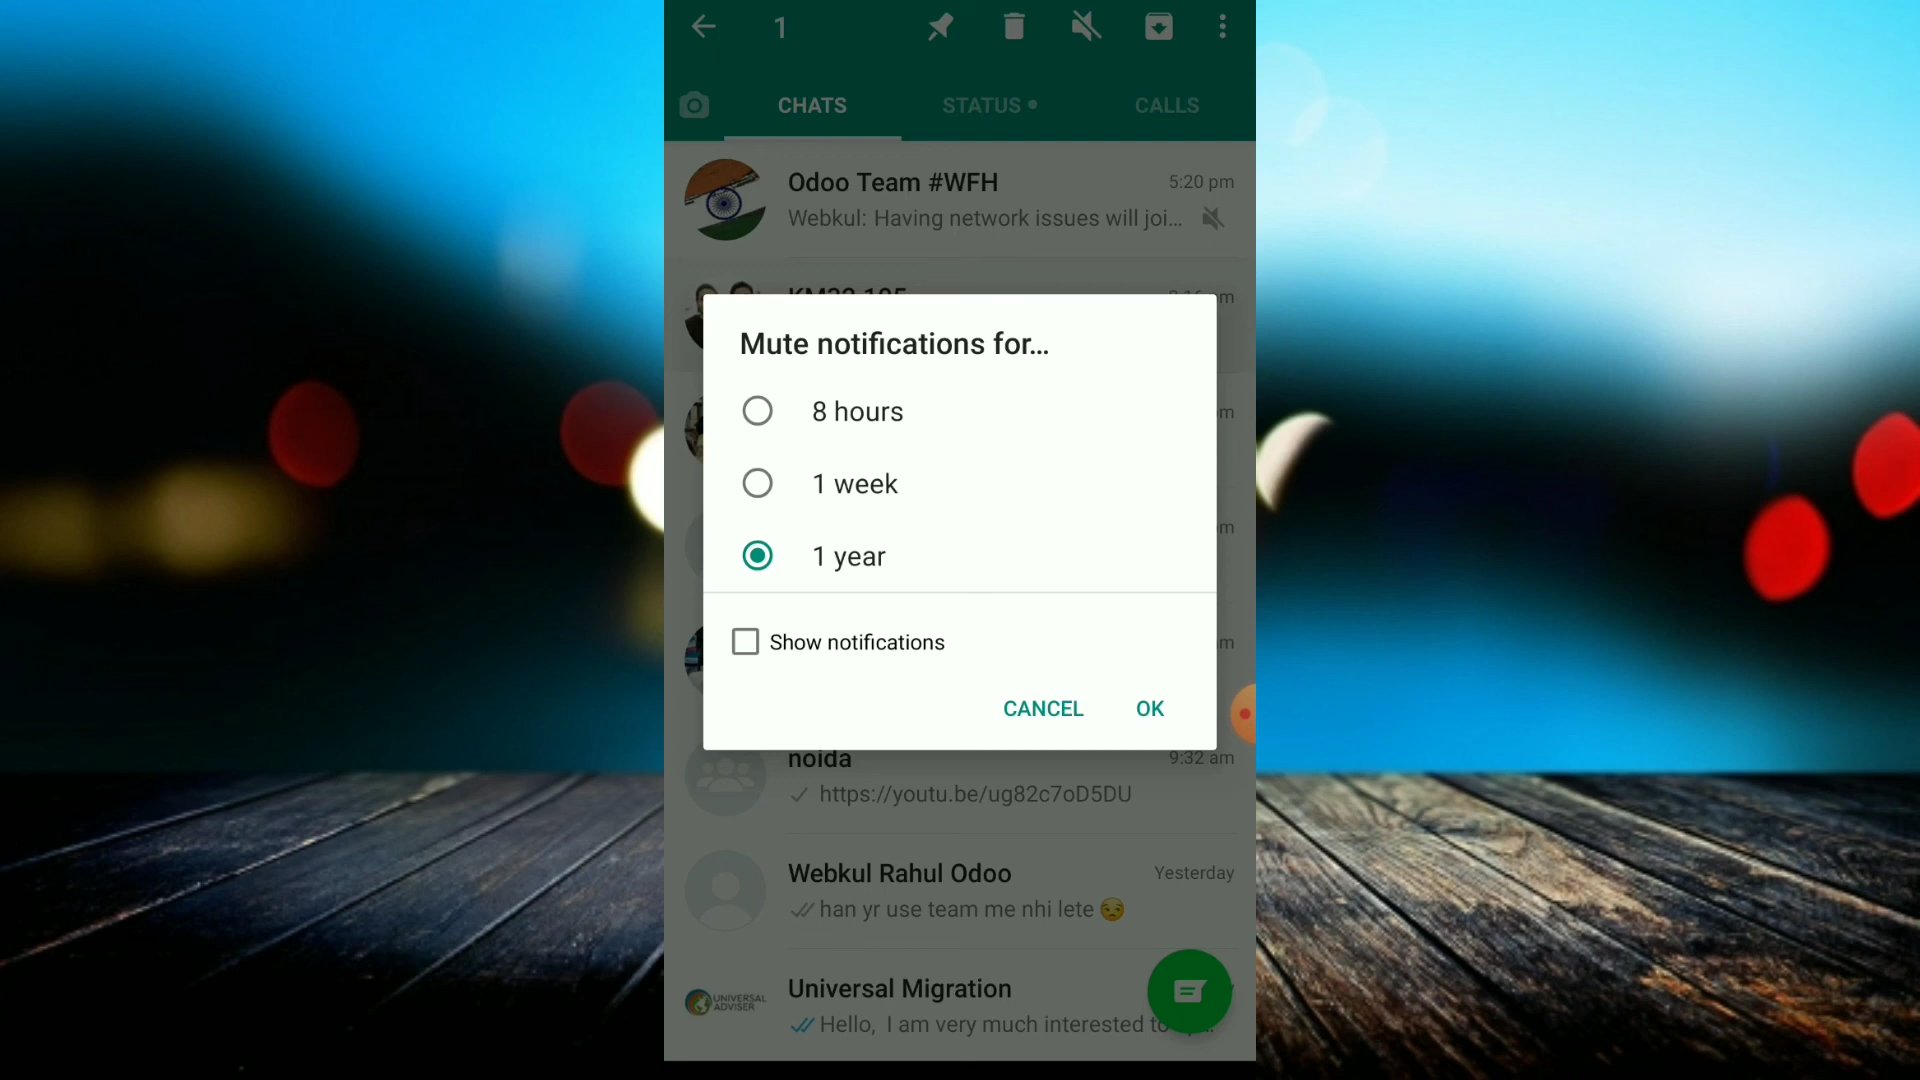 1
CHATS
STATUS
CALLS
Odoo Team #WFH
5:20 pm
Webkul: Having network issues will joi...
Mute notifications for...
8 hours
1 week
1 year
Show notifications
CANCEL
OK
noida
9:32 am
https://youtu.be/ug82c7oD5DU
Webkul Rahul Odoo
Yesterday
han yr use team me nhi lete 😒
UNIVERSAL
ADVISER
Universal Migration
Hello, I am very much interested to